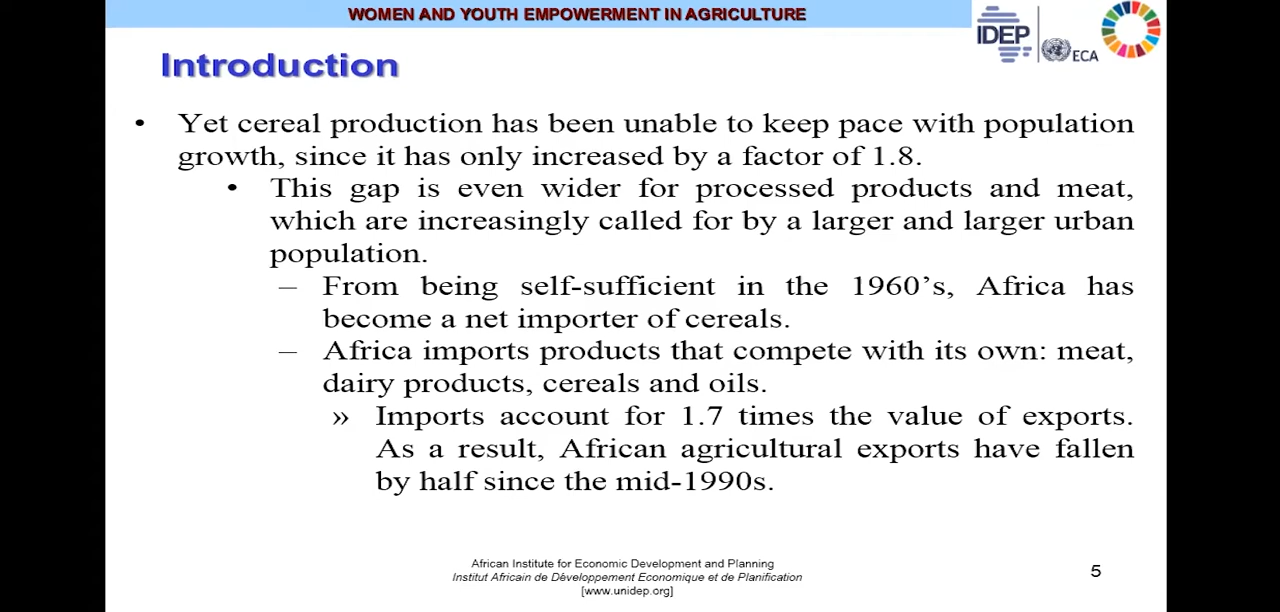 WOMEN AND YOUTH EMPOWERMENT IN AGRICULTURE
IDEP
ECA
Introduction
• Yet cereal production has been unable to keep pace with population
growth, since it has only increased by a factor of 1.8.
• This gap is even wider for processed products and meat,
which are increasingly called for by a larger and larger urban
population.
– From being self-sufficient in the 1960’s, Africa has
become a net importer of cereals.
– Africa imports products that compete with its own: meat,
dairy products, cereals and oils.
» Imports account for 1.7 times the value of exports.
As a result, African agricultural exports have fallen
by half since the mid-1990s.
African Institute for Economic Development and Planning
Institut Africain de Développement Economique et de Planification
[www.unidep.org]
5